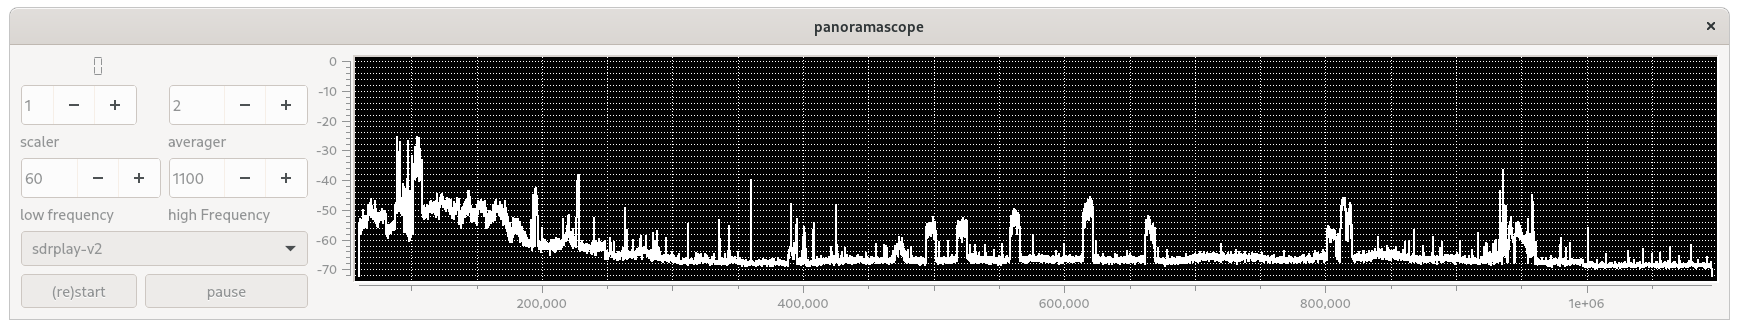 panoramascope ×
1 − + 2 − +
scaler averager
60 − + 1100 − +
low frequency high Frequency
sdrplay-v2
(re)start pause
0
-10
-20
-30
-40
-50
-60
-70
200,000 400,000 600,000 800,000 1e+06